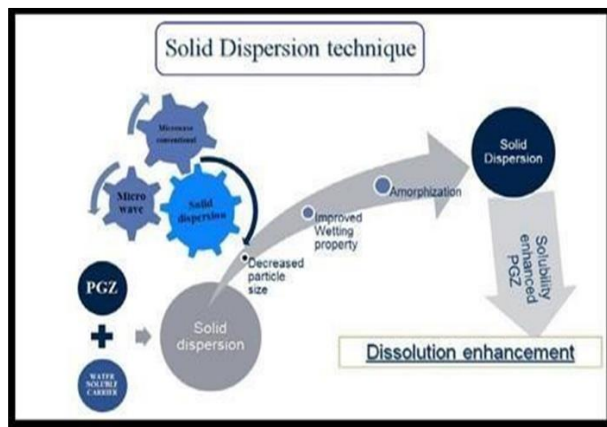 Solid Dispersion technique
Microwave
conventional
Micro
wave
Solid
dispersion
PGZ
WATER
SOLUBLE
CARRIER
Solid
dispersion
Decreased
particle
size
Improved
Wetting
property
Amorphization
Solid
Dispersion
Solubility
enhanced
PGZ
Dissolution enhancement